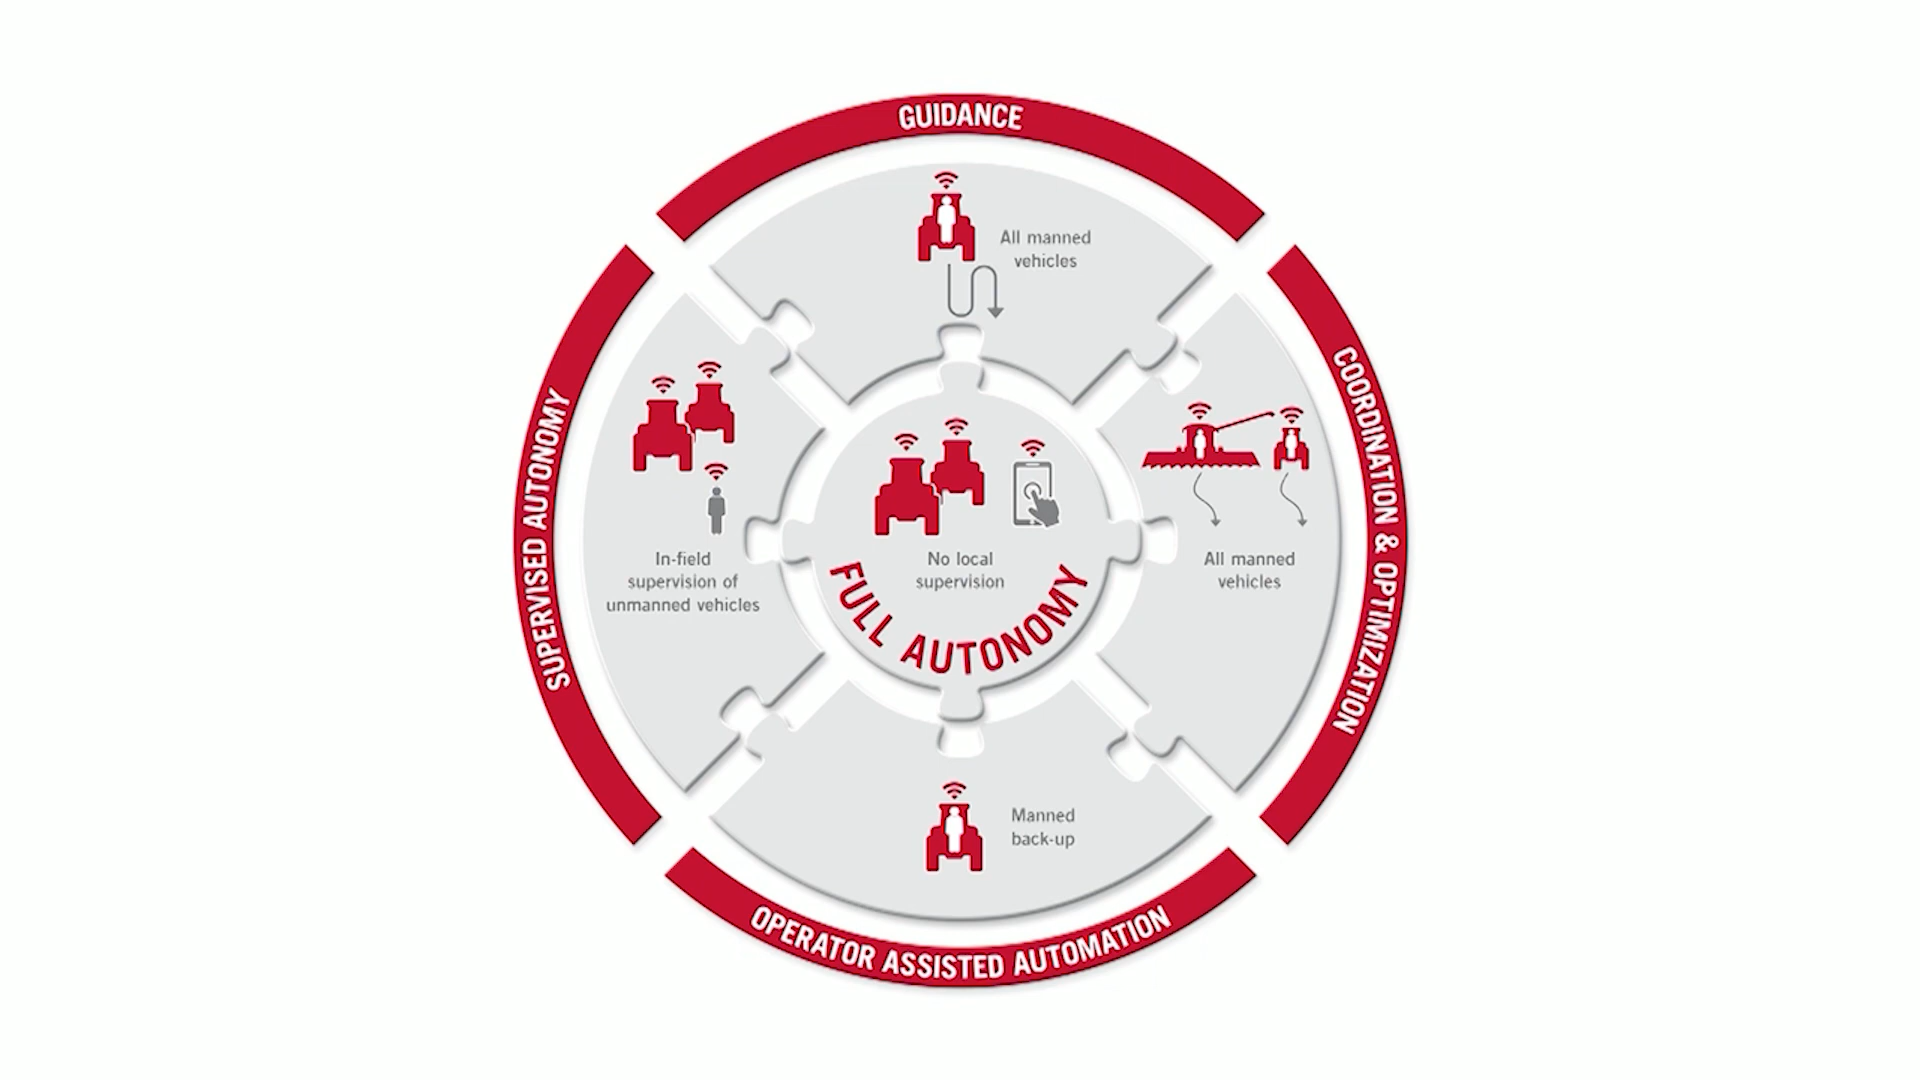 GUIDANCE
All manned
vehicles
COORDINATION & OPTIMIZATION
All manned
vehicles
OPERATOR ASSISTED AUTOMATION
Manned
back-up
SUPERVISED AUTONOMY
In-field
supervision of
unmanned vehicles
No local
supervision
FULL AUTONOMY